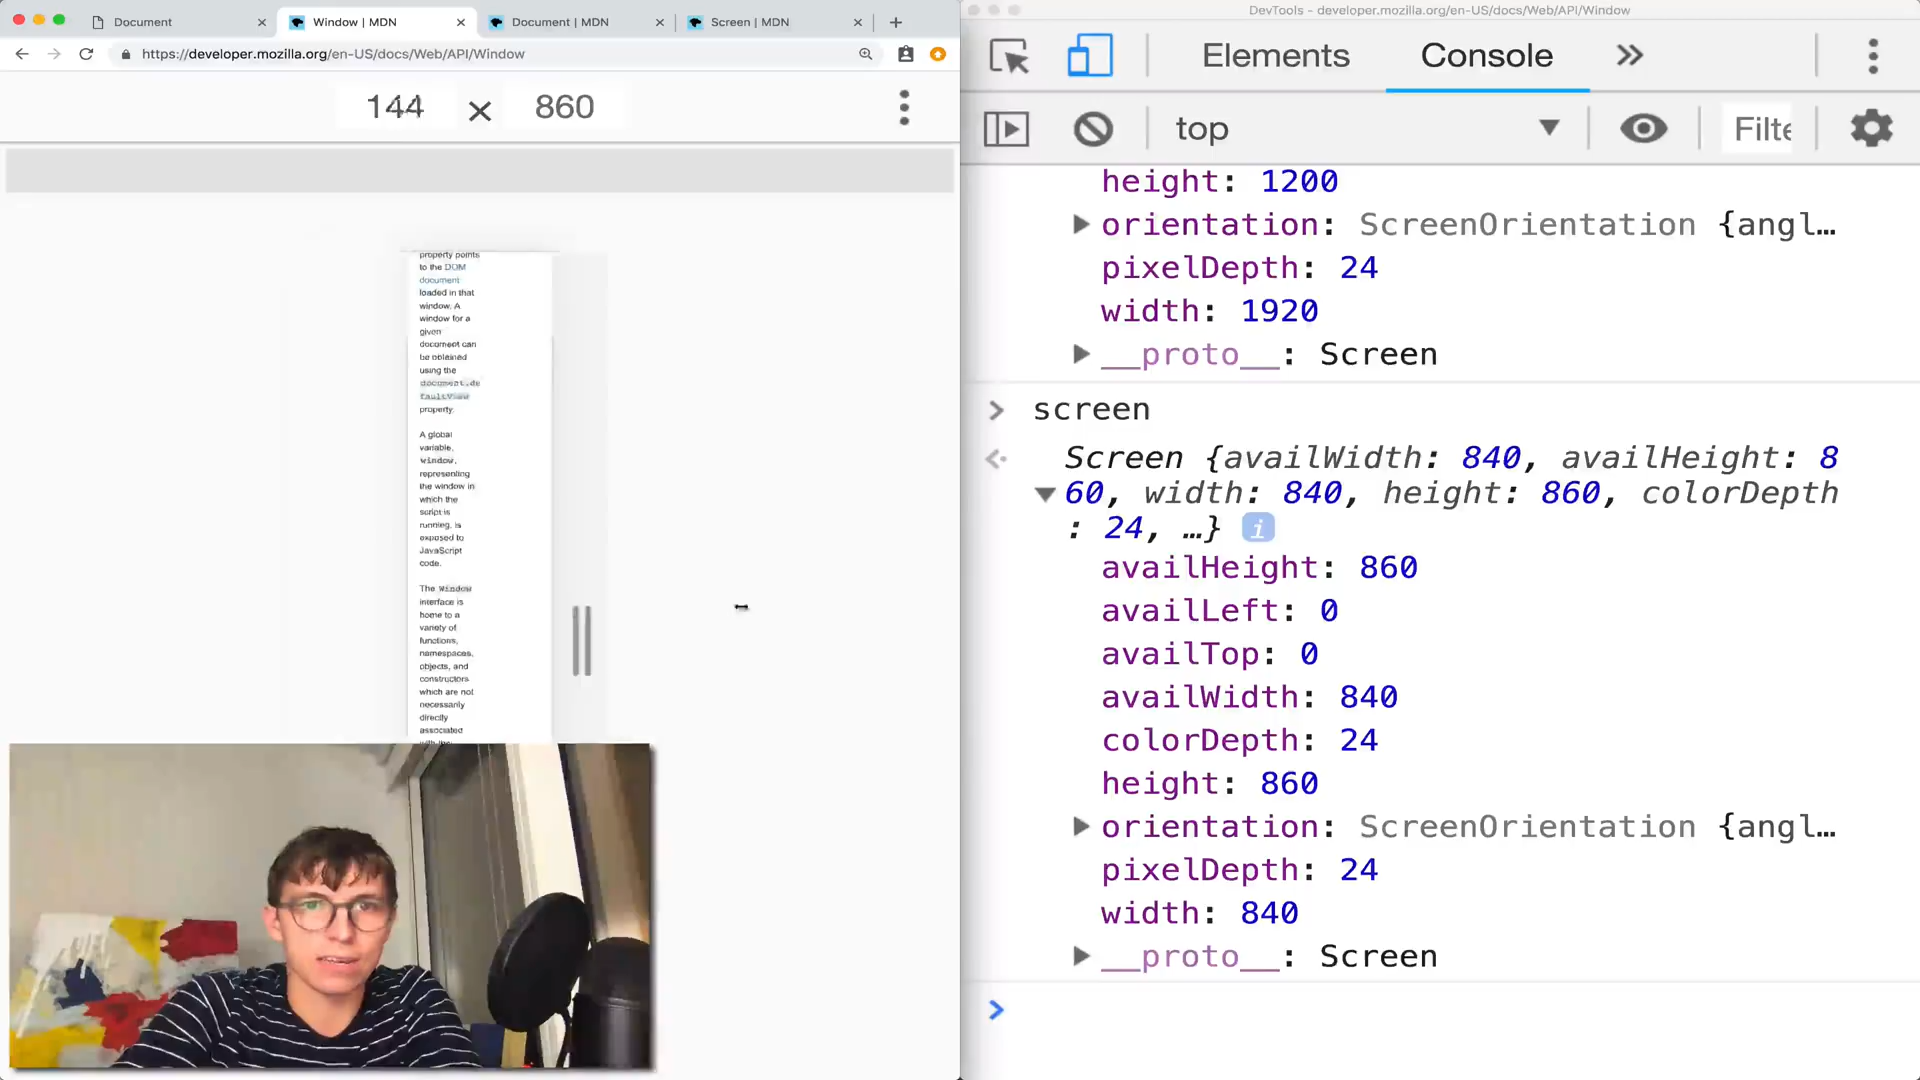 Document
Window | MDN
Document | MDN
Screen | MDN
https://developer.mozilla.org/en-US/docs/Web/API/Window
144 × 860
property points
to the DOM
document
loaded in that
window. A
window for a
given
document can
be obtained
using the
document.de
faultView
property.
A global
variable,
window,
representing
the window in
which the
script is
running, is
exposed to
JavaScript
code.
The Window
interface is
home to a
variety of
functions,
namespaces,
objects, and
constructors
which are not
necessarily
directly
associated
with the
DevTools - developer.mozilla.org/en-US/docs/Web/API/Window
Elements
Console
top
Filte
height: 1200
orientation: ScreenOrientation {angl…
pixelDepth: 24
width: 1920
__proto__: Screen
screen
Screen {availWidth: 840, availHeight: 8
60, width: 840, height: 860, colorDepth
: 24, …}
availHeight: 860
availLeft: 0
availTop: 0
availWidth: 840
colorDepth: 24
height: 860
orientation: ScreenOrientation {angl…
pixelDepth: 24
width: 840
__proto__: Screen